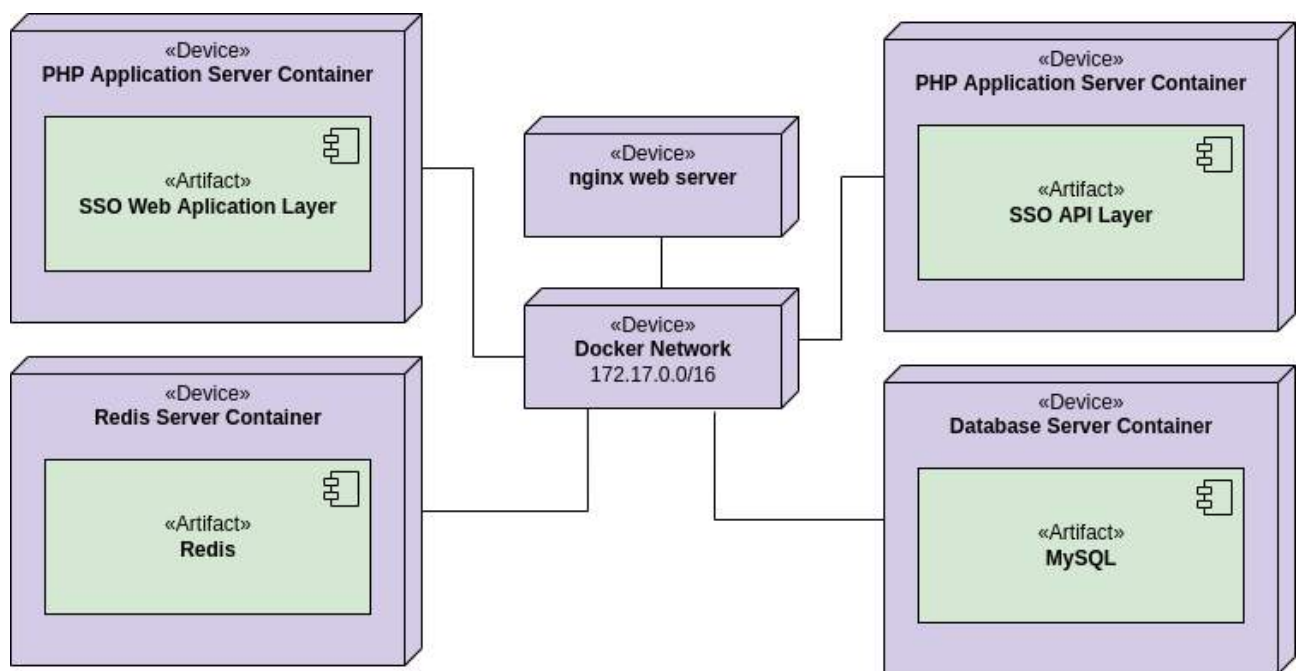 «Device»
PHP Application Server Container
«Artifact»
SSO Web Aplication Layer
«Device»
nginx web server
«Device»
PHP Application Server Container
«Artifact»
SSO API Layer
«Device»
Docker Network
172.17.0.0/16
«Device»
Redis Server Container
«Artifact»
Redis
«Device»
Database Server Container
«Artifact»
MySQL